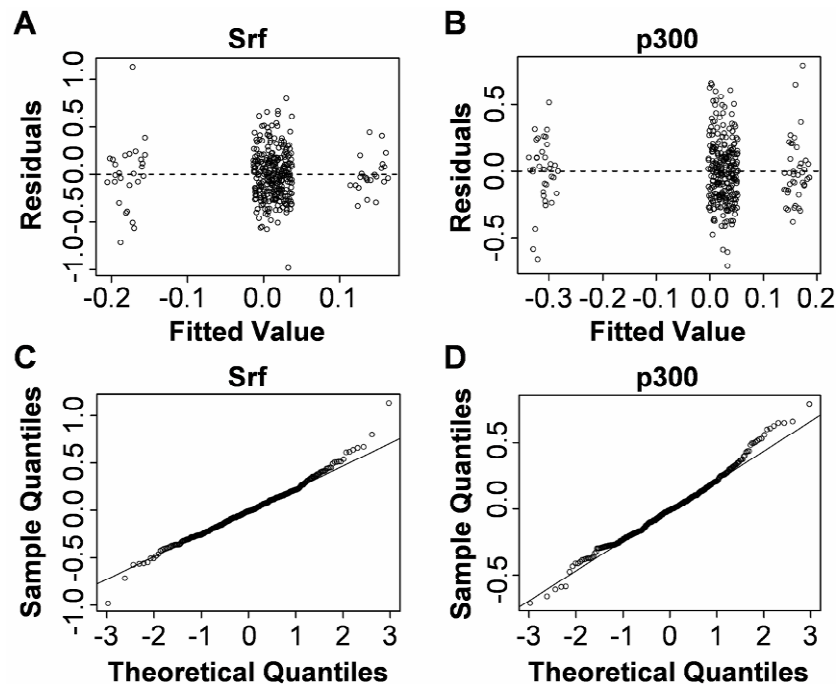 A
Srf
Residuals
1.0
0.5
0.0
-0.5
-1.0
-0.2
-0.1
0.0
0.1
Fitted Value
B
p300
Residuals
0.5
0.0
-0.5
-0.3
-0.2
-0.1
0.0
0.1
0.2
Fitted Value
C
Srf
Sample Quantiles
1.0
0.5
0.0
-0.5
-1.0
-3
-2
-1
0
1
2
3
Theoretical Quantiles
D
p300
Sample Quantiles
0.5
0.0
-0.5
-3
-2
-1
0
1
2
3
Theoretical Quantiles